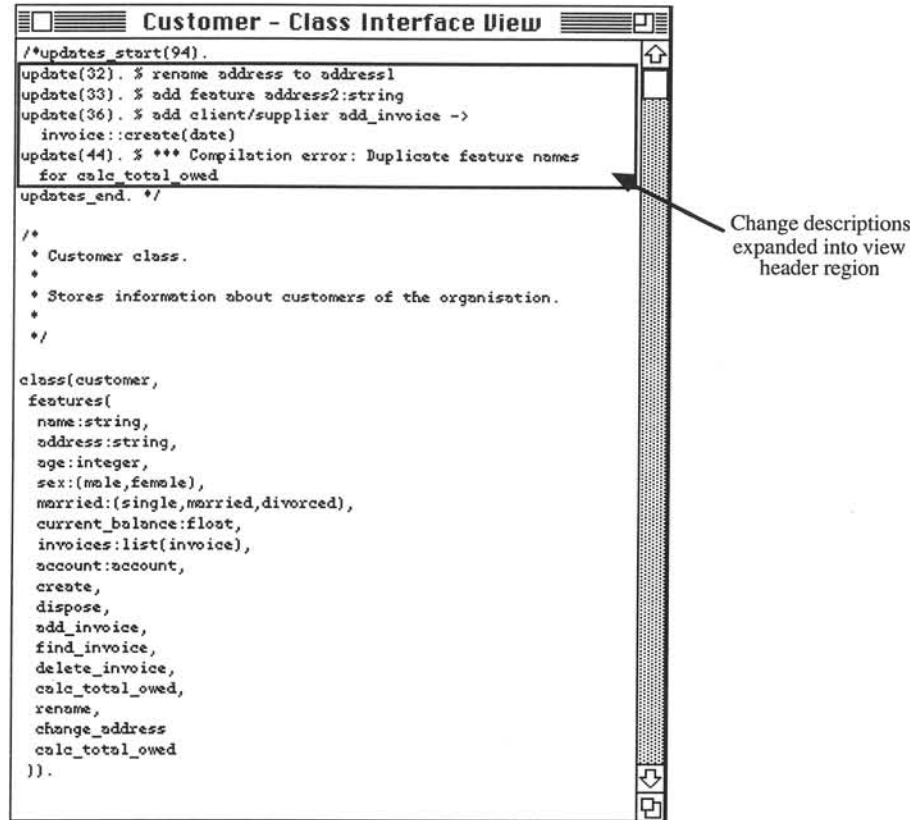 Customer - Class Interface View
/*updates_start(94).
update(32). % rename address to address1
update(33). % add feature address2:string
update(36). % add client/supplier add_invoice ->
invoice::create(date)
update(44). % *** Compilation error: Duplicate feature names
for calc_total_owed
updates_end. */
/*
* Customer class.
*
* Stores information about customers of the organisation.
*
*/
class(customer,
features(
name:string,
address:string,
age:integer,
sex:(male,female),
married:(single,married,divorced),
current_balance:float,
invoices:list(invoice),
account:account,
create,
dispose,
add_invoice,
find_invoice,
delete_invoice,
calc_total_owed,
rename,
change_address
calc_total_owed
)).
Change descriptions
expanded into view
header region